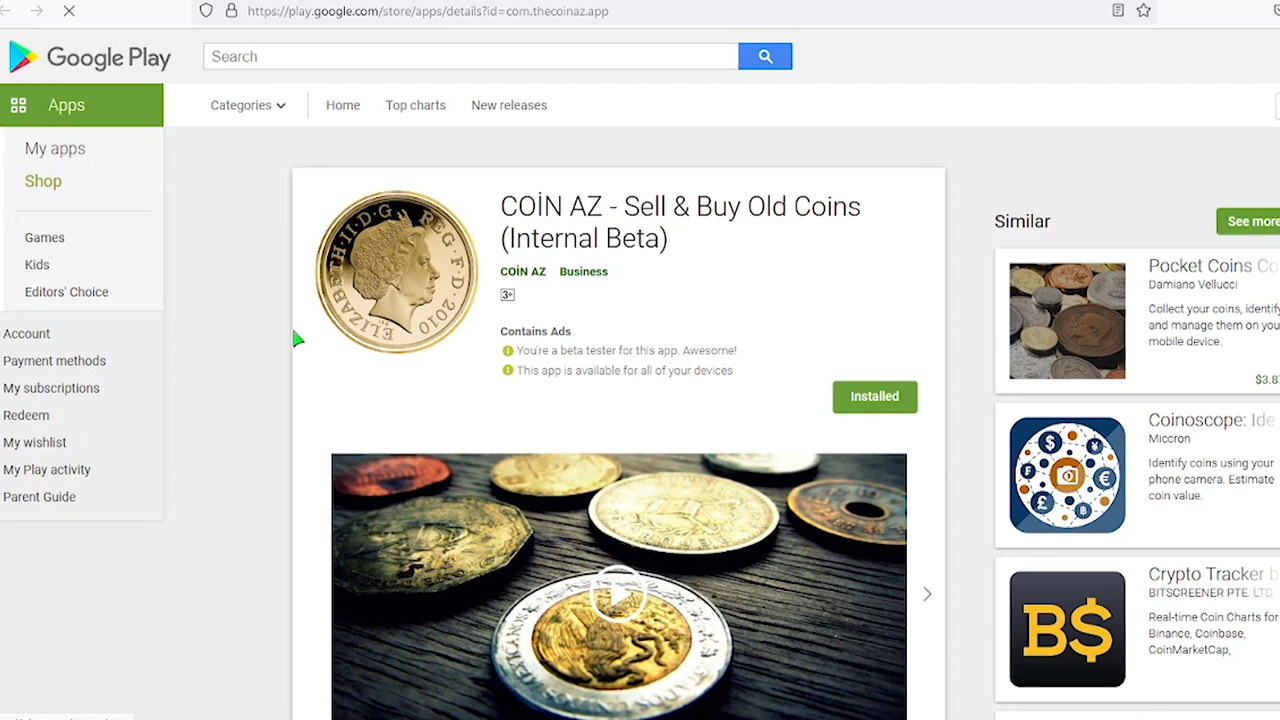 https://play.google.com/store/apps/details?id=com.thecoinaz.app
Google Play
Search
Apps
Categories
Home
Top charts
New releases
My apps
Shop
Games
Kids
Editors' Choice
Account
Payment methods
My subscriptions
Redeem
My wishlist
My Play activity
Parent Guide
ELIZABETH·II·D·G REG·F·D·2010
COİN AZ - Sell & Buy Old Coins
(Internal Beta)
COİN AZ Business
3+
Contains Ads
You're a beta tester for this app. Awesome!
This app is available for all of your devices
Installed
Similar
See more
Pocket Coins Co
Damiano Vellucci
Collect your coins, identify
and manage them on you
mobile device.
$3.87
Coinoscope: Ide
Miccron
Identify coins using your
phone camera. Estimate
coin value.
B$
Crypto Tracker b
BITSCREENER PTE. LTD.
Real-time Coin Charts for
Binance, Coinbase,
CoinMarketCap,